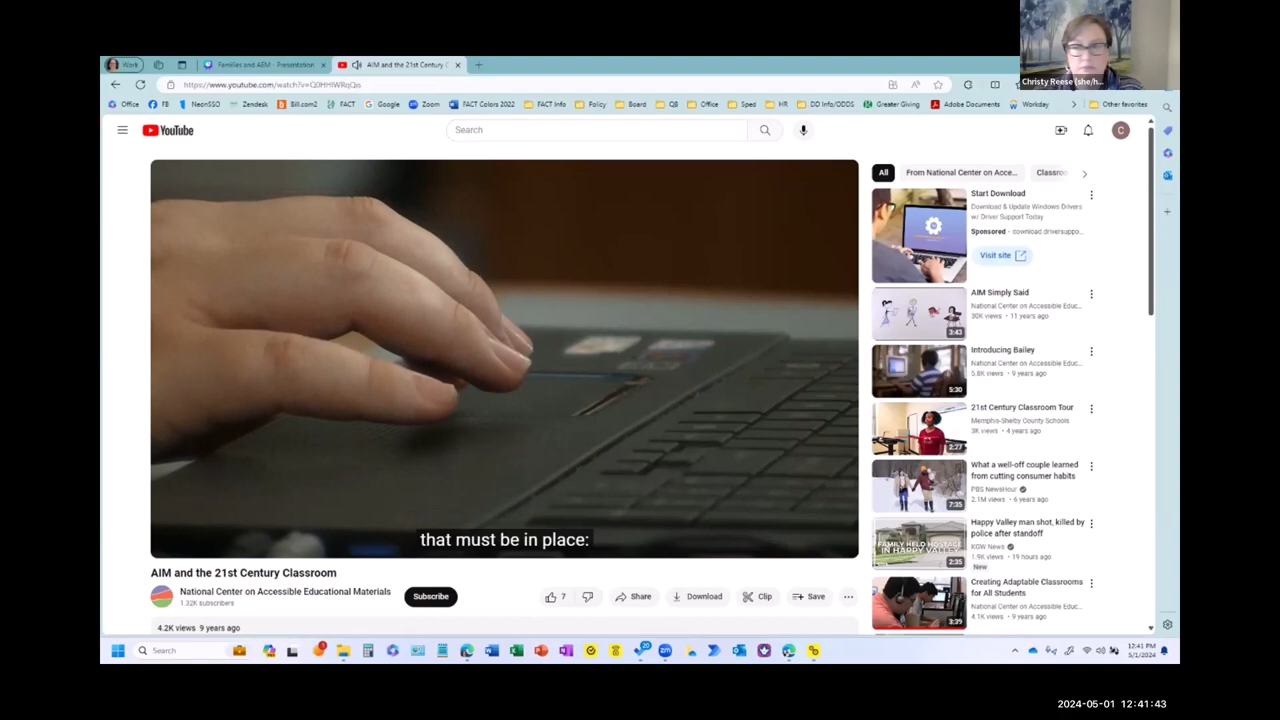 Christy Reese (she/h...
Work
Families and AEM - Presentation
AIM and the 21st Century C
https://www.youtube.com/watch?v=
Office
FB
NeonSSO
Zendesk
Bill.com2
FACT
Google
Zoom
FACT Colors 2022
FACT Info
Policy
Board
QB
Office
Sped
HR
DD Info/ODDS
Greater Giving
Adobe Documents
Workday
Other favorites
YouTube
Search
C
All
From National Center on Acce...
Classroo
Start Download
Download & Update Windows Drivers
w/ Driver Support Today
Sponsored · download.driversuppo...
Visit site
AIM Simply Said
National Center on Accessible Educ...
30K views · 11 years ago
3:43
Introducing Bailey
National Center on Accessible Educ...
5.8K views · 9 years ago
5:30
21st Century Classroom Tour
Memphis-Shelby County Schools
3K views · 4 years ago
2:27
What a well-off couple learned
from cutting consumer habits
PBS NewsHour
2.1M views · 6 years ago
7:35
Happy Valley man shot, killed by
police after standoff
KGW News
1.9K views · 19 hours ago
New
FAMILY HELD HOSTAGE
IN HAPPY VALLEY
2:35
Creating Adaptable Classrooms
for All Students
National Center on Accessible Educ...
4.1K views · 9 years ago
3:39
that must be in place:
AIM and the 21st Century Classroom
National Center on Accessible Educational Materials
1.32K subscribers
Subscribe
7
Share
Download
Clip
Save
4.2K views 9 years ago
Search
20
12:41 PM
5/1/2024
2024-05-01 12:41:43